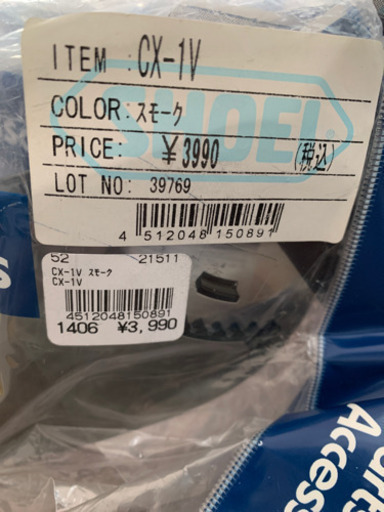 ITEM :CX-1V
COLOR:スモーク
SHOEI
PRICE: ¥3990 (税込)
LOT NO: 39769
4 512048 150891
52 21511
CX-1V スモーク
CX-1V
4512048150891
1406 ¥3,990
Access